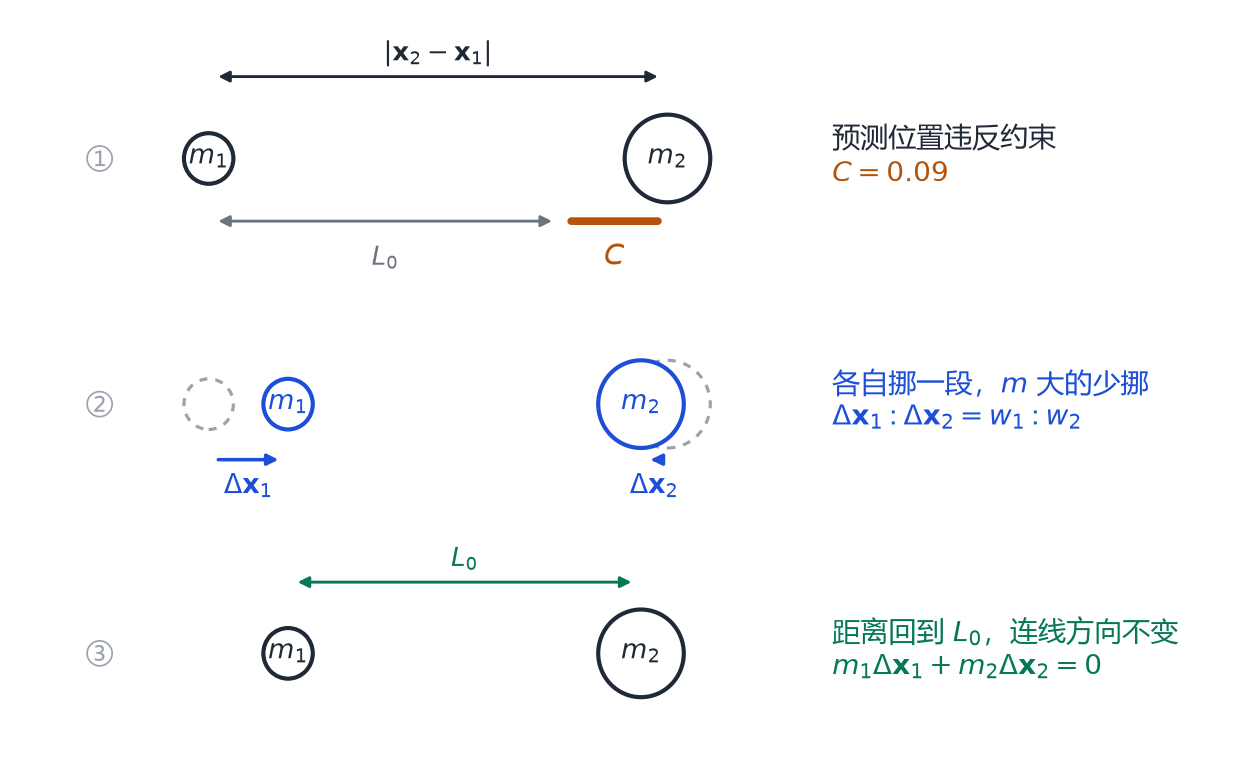 |x₂ − x₁|
①
m₁
m₂
预测位置违反约束
C = 0.09
L₀
C
②
m₁
m₂
各自挪一段，m 大的少挪
Δx₁ : Δx₂ = w₁ : w₂
Δx₁
Δx₂
L₀
③
m₁
m₂
距离回到 L₀，连线方向不变
m₁Δx₁ + m₂Δx₂ = 0